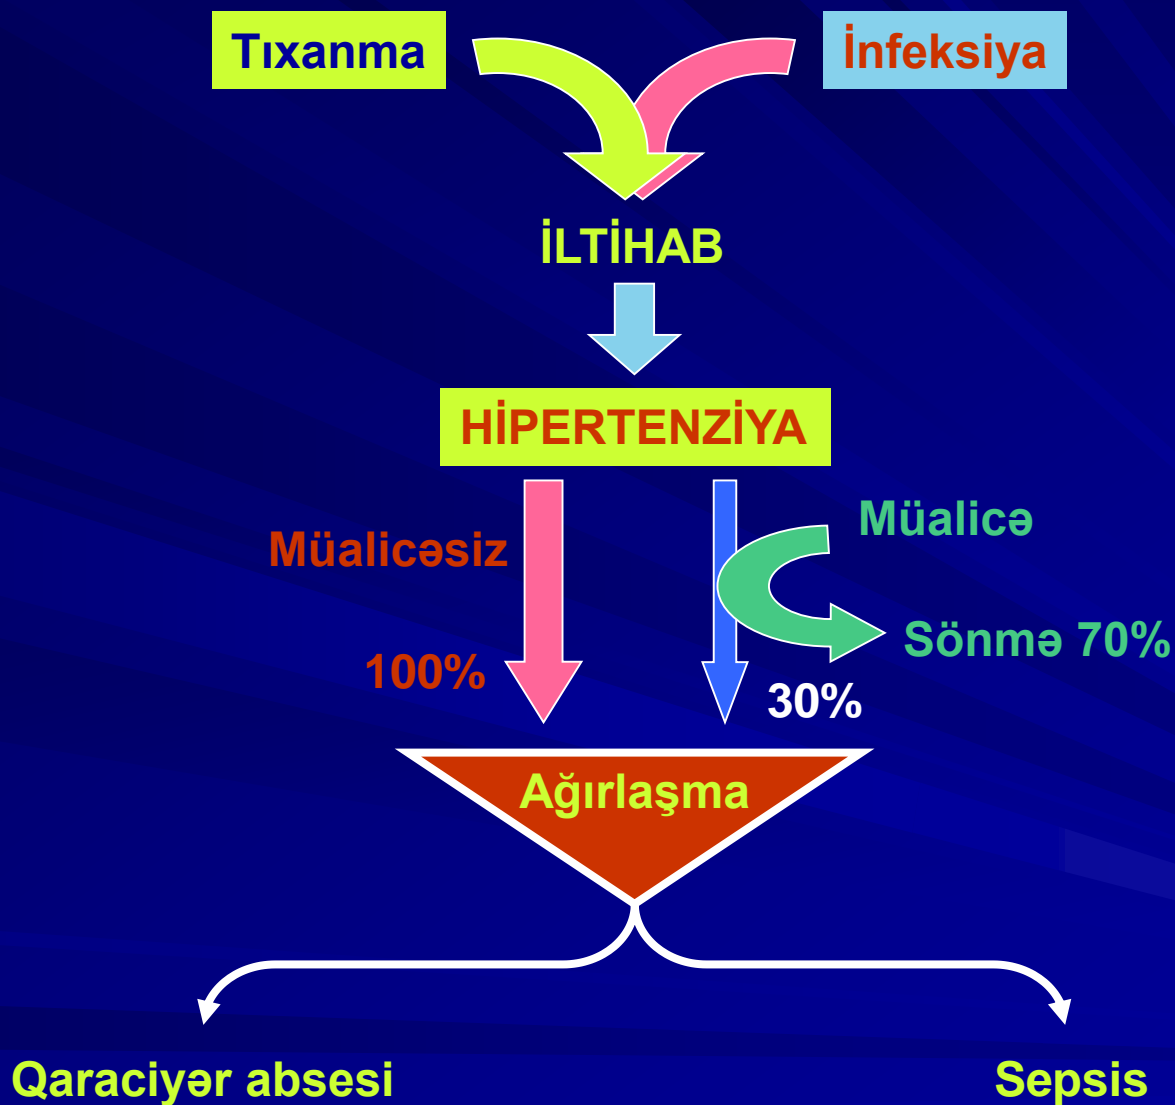 Tıxanma
İnfeksiya
İLTİHAB
HİPERTENZİYA
Müalicəsiz
Müalicə
Sönmə 70%
100%
30%
Ağırlaşma
Qaraciyər absesi
Sepsis